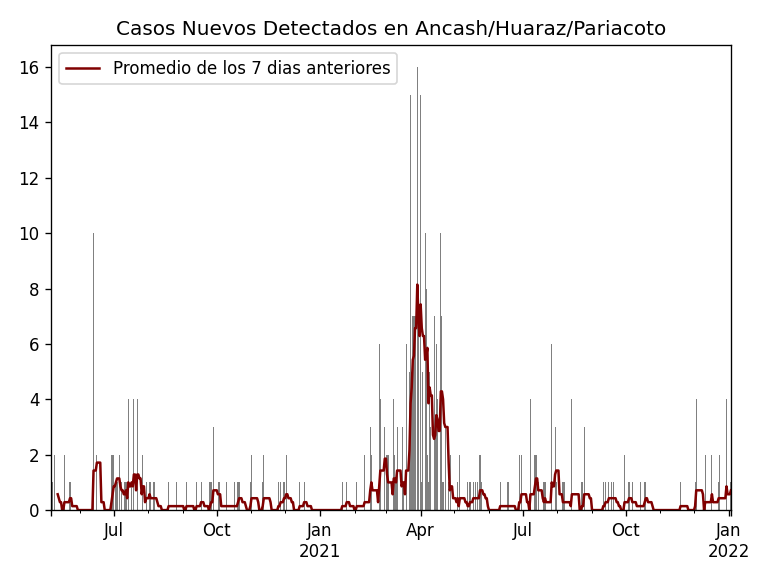 Casos Nuevos Detectados en Ancash/Huaraz/Pariacoto
Promedio de los 7 dias anteriores
16
14
12
10
8
6
4
2
0
Jul
Oct
Jan
2021
Apr
Jul
Oct
Jan
2022